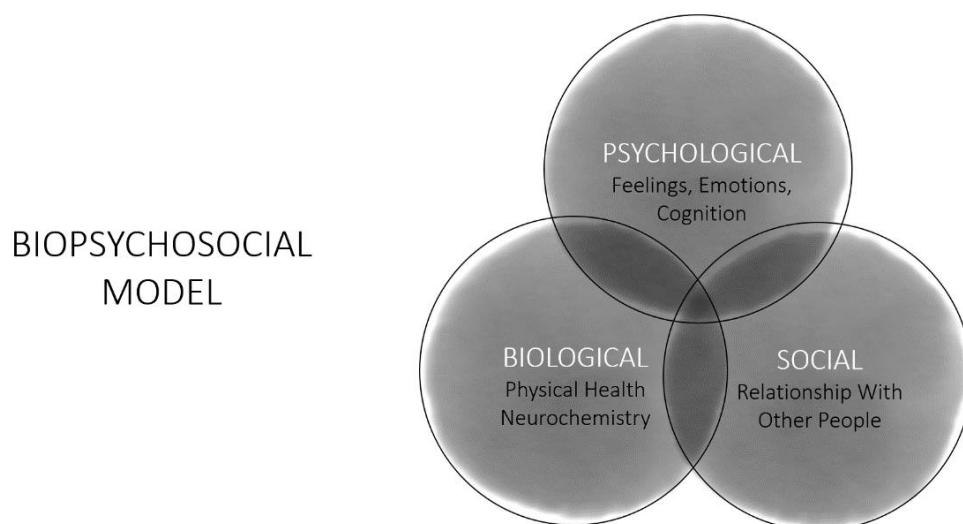 BIOPSYCHOSOCIAL
MODEL
PSYCHOLOGICAL
Feelings, Emotions,
Cognition
BIOLOGICAL
Physical Health
Neurochemistry
SOCIAL
Relationship With
Other People